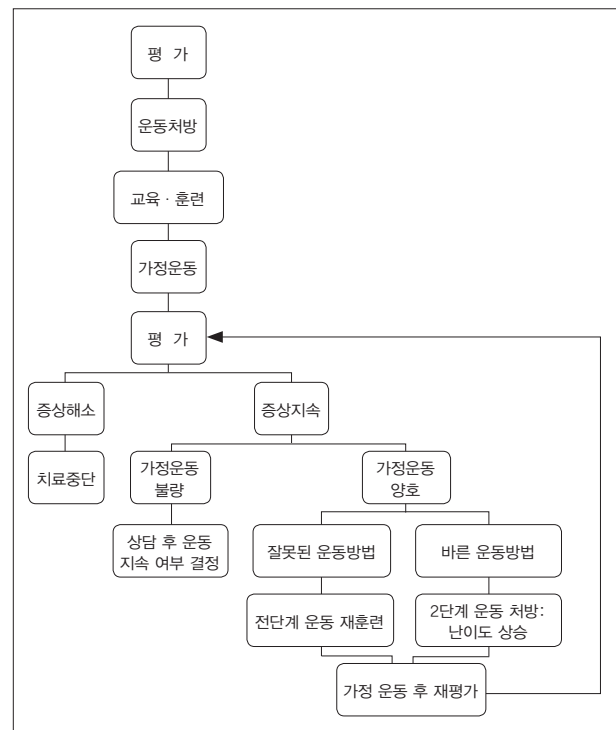 평 가
운동처방
교육 · 훈련
가정운동
평 가
증상해소
증상지속
치료중단
가정운동
불량
가정운동
양호
상담 후 운동
지속 여부 결정
잘못된 운동방법
바른 운동방법
전단계 운동 재훈련
2단계 운동 처방:
난이도 상승
가정 운동 후 재평가